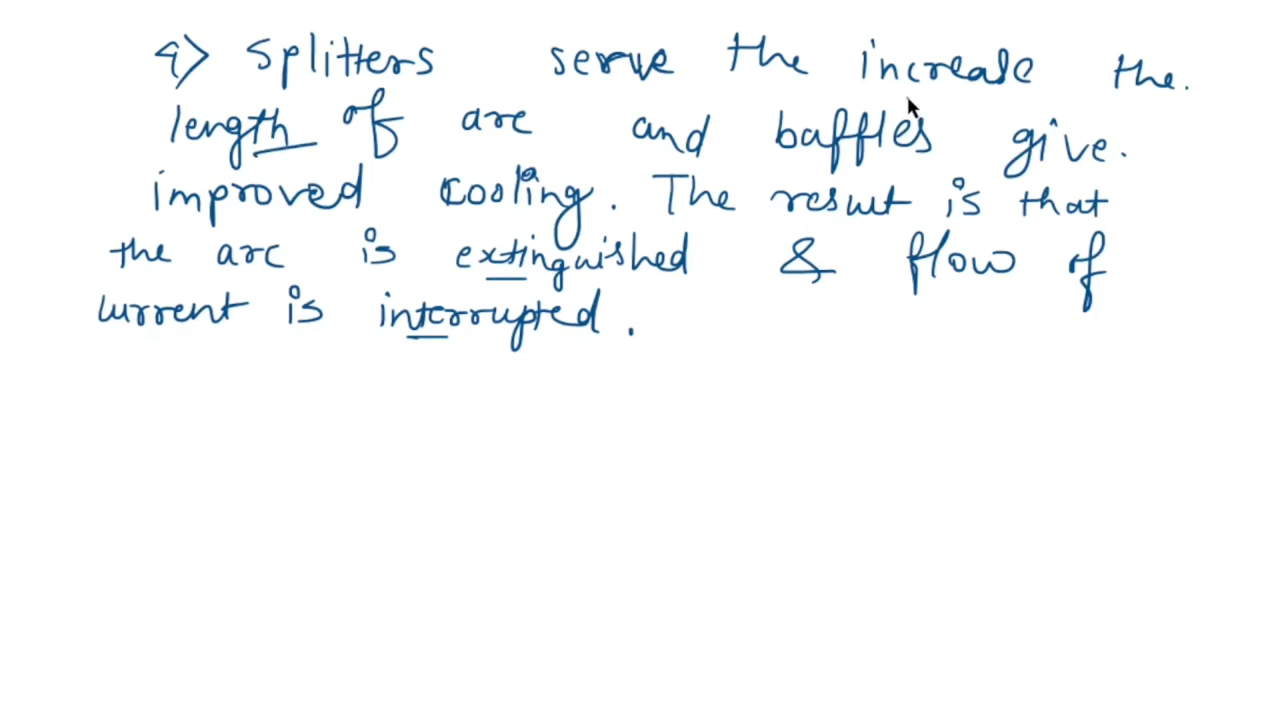 4> Splitters serve the increase the.
length of arc and baffles give.
improved cooling. The result is that
the arc is extinguished & flow of
current is interrupted.